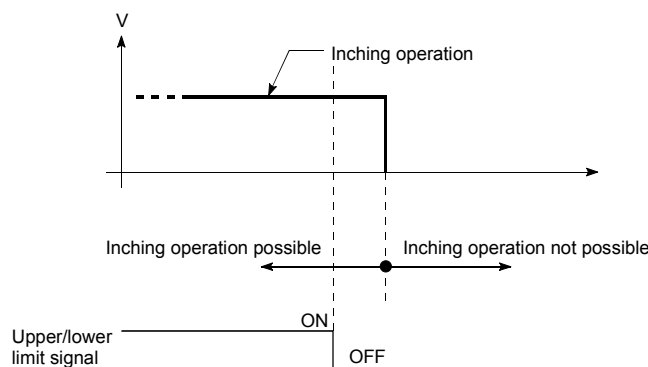 V
Inching operation
Inching operation possible
Inching operation not possible
ON
Upper/lower
limit signal
OFF